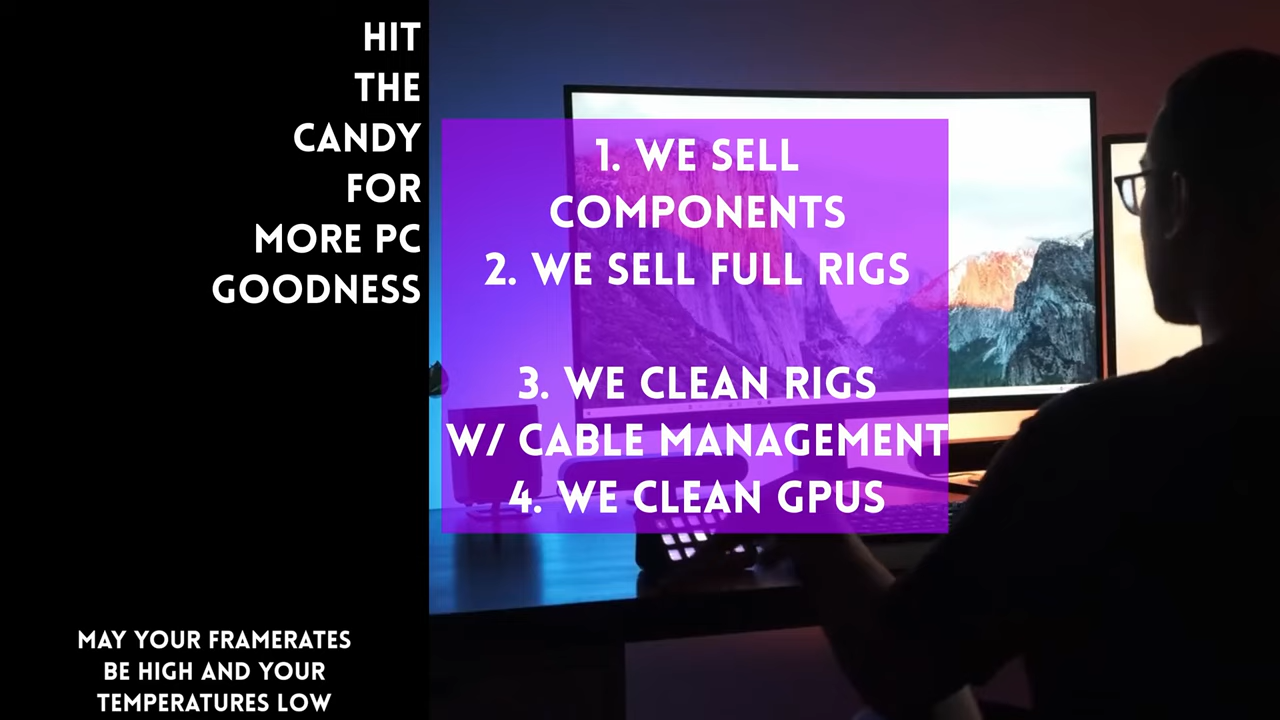 HIT
THE
CANDY
FOR
MORE PC
GOODNESS
1. WE SELL
COMPONENTS
2. WE SELL FULL RIGS
3. WE CLEAN RIGS
W/ CABLE MANAGEMENT
4. WE CLEAN GPUS
MAY YOUR FRAMERATES
BE HIGH AND YOUR
TEMPERATURES LOW